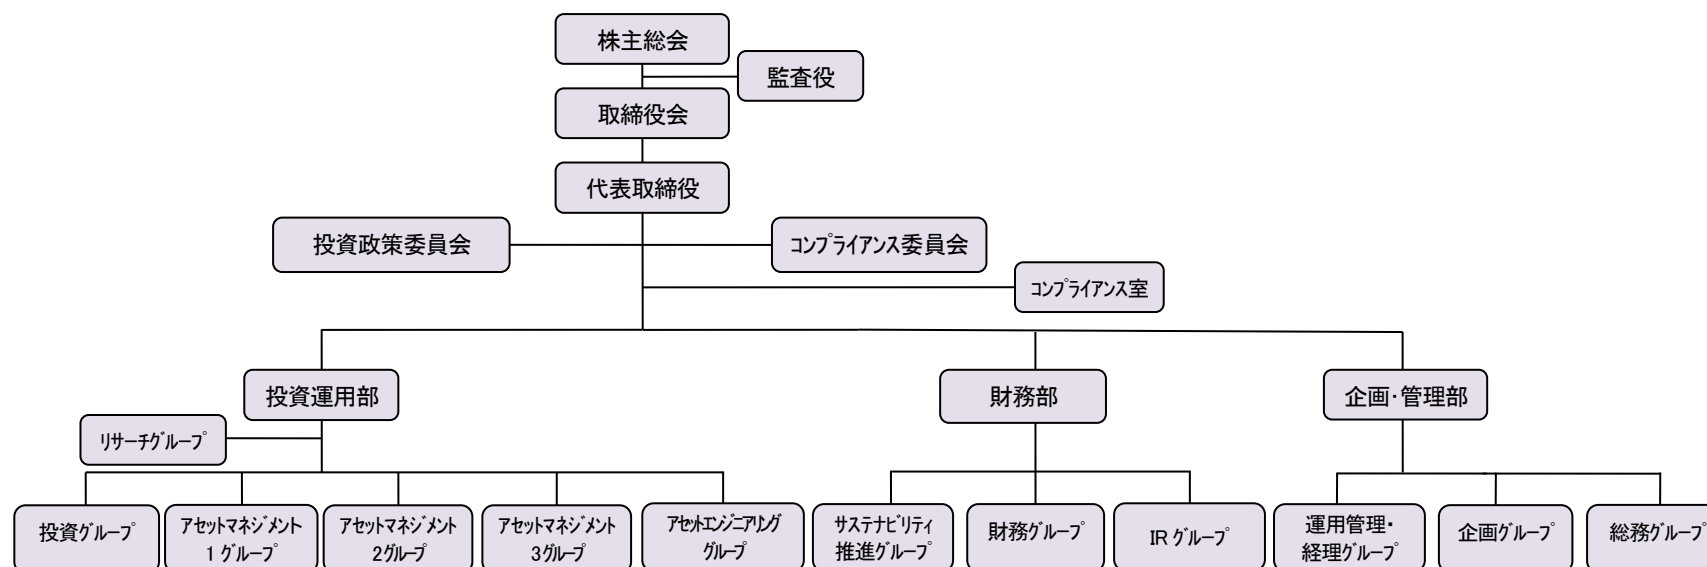 株主総会
監査役
取締役会
代表取締役
投資政策委員会
コンプライアンス委員会
コンプライアンス室
投資運用部
財務部
企画・管理部
リサーチグループ
投資グループ
アセットマネジメント
1グループ
アセットマネジメント
2グループ
アセットマネジメント
3グループ
アセットエンジニアリング
グループ
サステナビリティ
推進グループ
財務グループ
IRグループ
運用管理・
経理グループ
企画グループ
総務グループ